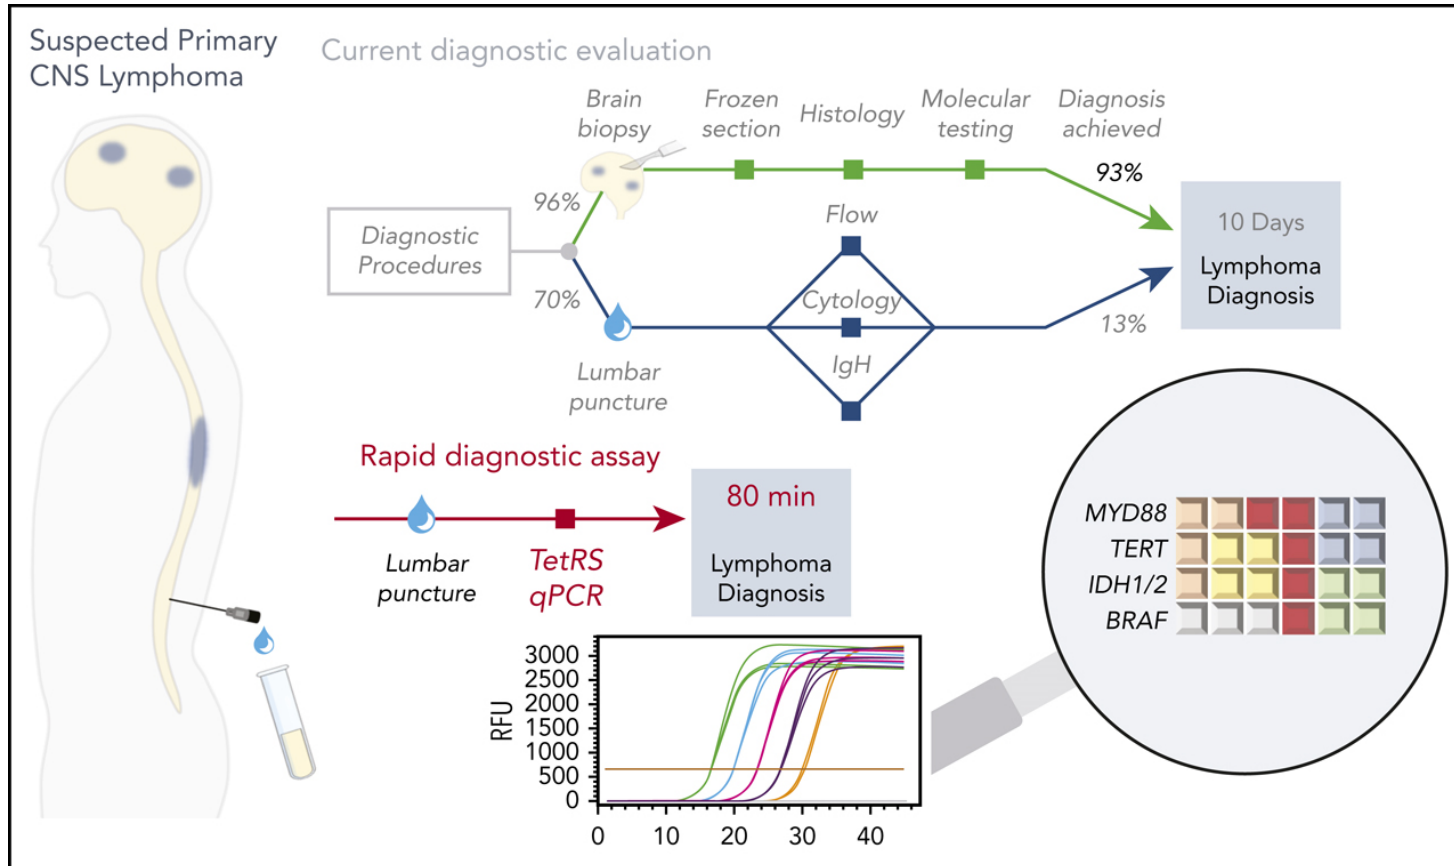 Suspected Primary
CNS Lymphoma
Current diagnostic evaluation
Brain
biopsy
Frozen
section
Histology
Molecular
testing
Diagnosis
achieved
96%
93%
Diagnostic
Procedures
Flow
10 Days
Lymphoma
Diagnosis
70%
Cytology
13%
IgH
Lumbar
puncture
Rapid diagnostic assay
80 min
Lumbar
puncture
TetRS
qPCR
Lymphoma
Diagnosis
MYD88
TERT
IDH1/2
BRAF
RFU
3000
2500
2000
1500
1000
500
0
0 10 20 30 40